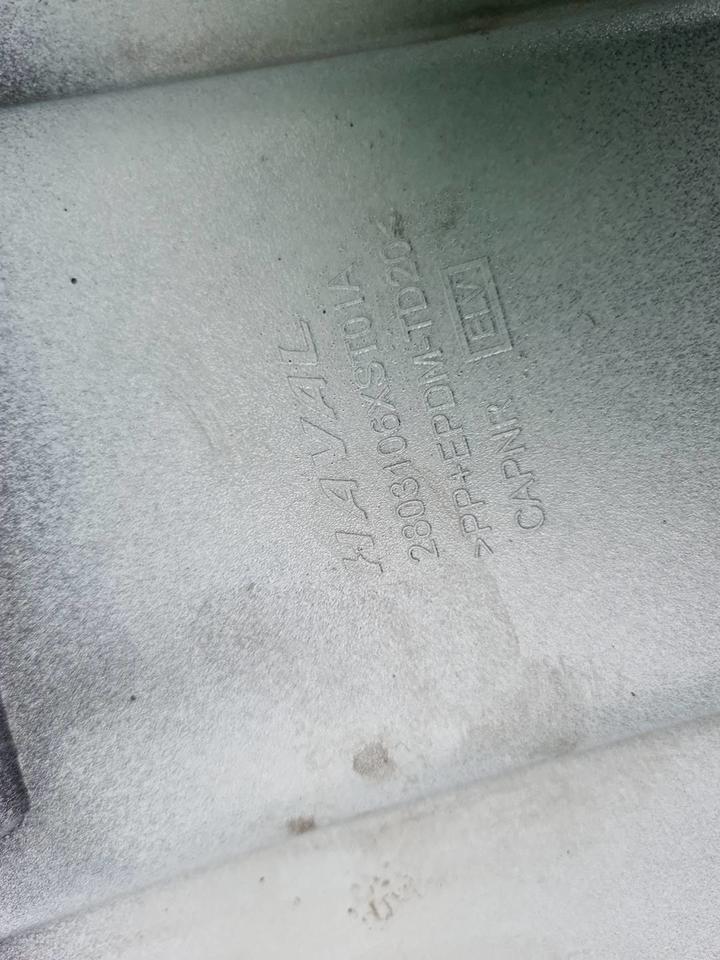 HAVAL
2803106XST01A
>PP+EPDM-TD20<
CAPNR